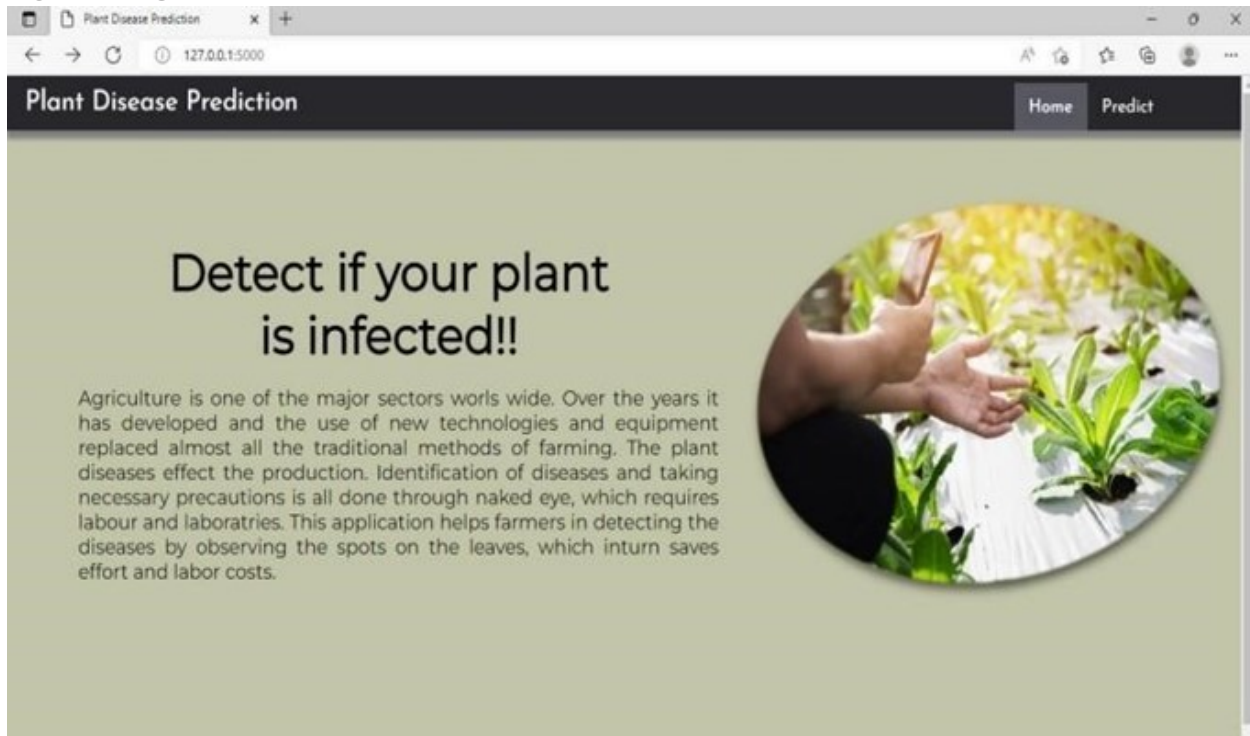 Plant Disease Prediction
127.0.0.1:5000
Plant Disease Prediction
Home Predict
Detect if your plant
is infected!!
Agriculture is one of the major sectors worls wide. Over the years it
has developed and the use of new technologies and equipment
replaced almost all the traditional methods of farming. The plant
diseases effect the production. Identification of diseases and taking
necessary precautions is all done through naked eye, which requires
labour and laboratries. This application helps farmers in detecting the
diseases by observing the spots on the leaves, which inturn saves
effort and labor costs.